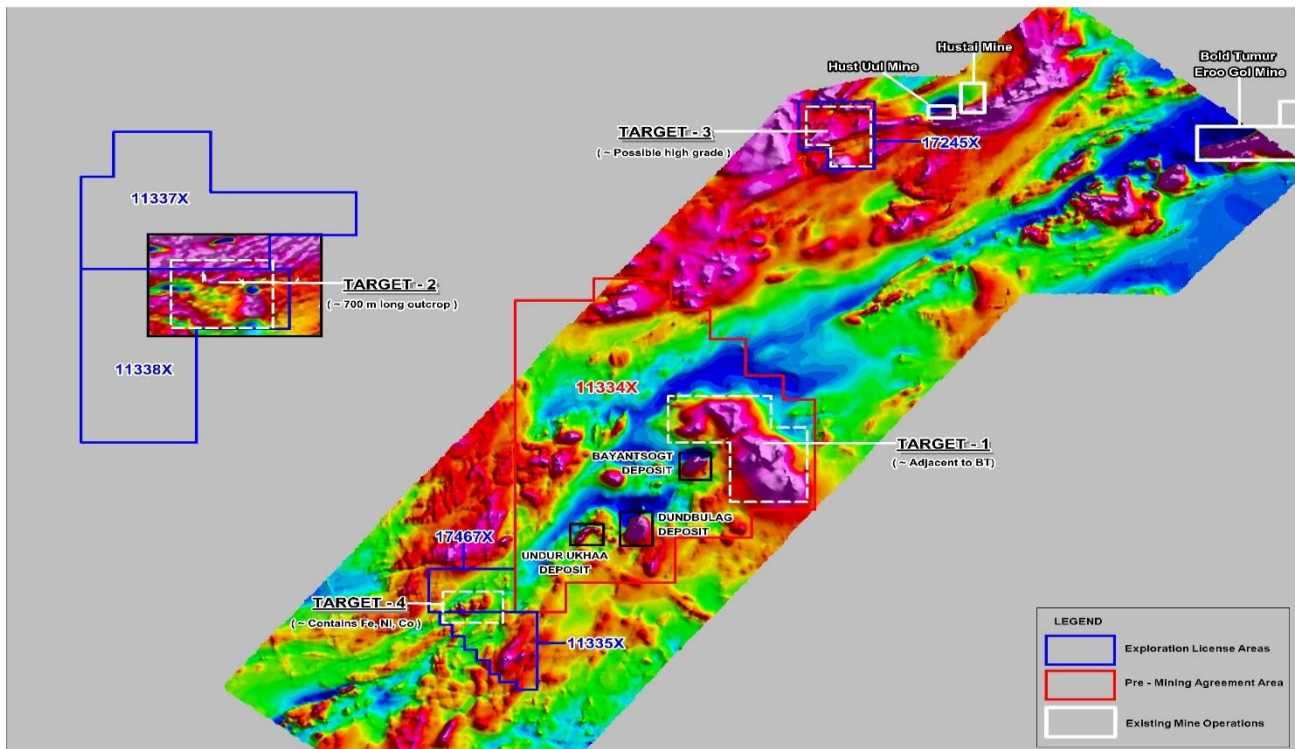 Hustai Mine
Hust Uul Mine
Bold Tumur
Eroo Gol Mine
TARGET - 3
( ~ Possible high grade )
17245X
11337X
TARGET - 2
( ~ 700 m long outcrop )
11338X
11334X
TARGET - 1
( ~ Adjacent to BT)
BAYANTSOGT
DEPOSIT
DUNDBULAG
DEPOSIT
UNDUR UKHAA
DEPOSIT
17467X
TARGET - 4
( ~ Contains Fe, Ni, Co )
11335X
LEGEND
Exploration License Areas
Pre - Mining Agreement Area
Existing Mine Operations